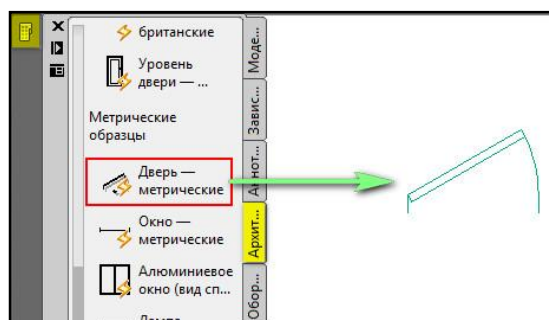 британские
Уровень
двери — ...
Метрические
образцы
Дверь —
метрические
Окно —
метрические
Алюминиевое
окно (вид сп...
Моде...
Завис...
Аннот...
Архит...
Обор...